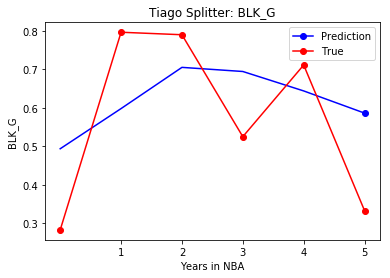 Tiago Splitter: BLK_G
Prediction
True
0.8
0.7
0.6
0.5
0.4
0.3
BLK_G
1 2 3 4 5
Years in NBA